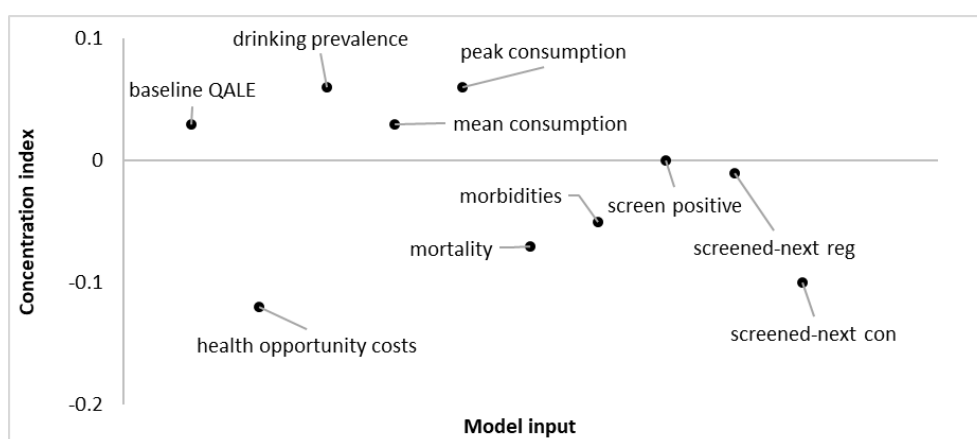 0.1
drinking prevalence
peak consumption
baseline QALE
mean consumption
0
morbidities
screen positive
mortality
screened-next reg
-0.1
screened-next con
health opportunity costs
-0.2
Concentration index
Model input